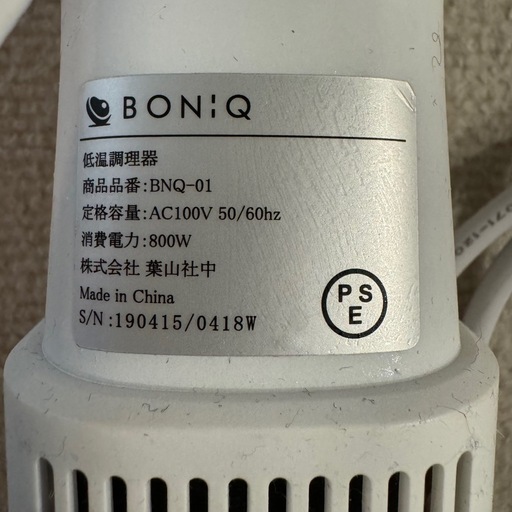 BONIQ
低温調理器
商品品番:BNQ-01
定格容量:AC100V 50/60hz
消費電力:800W
株式会社 葉山社中
Made in China
S/N:190415/0418W
PS
E